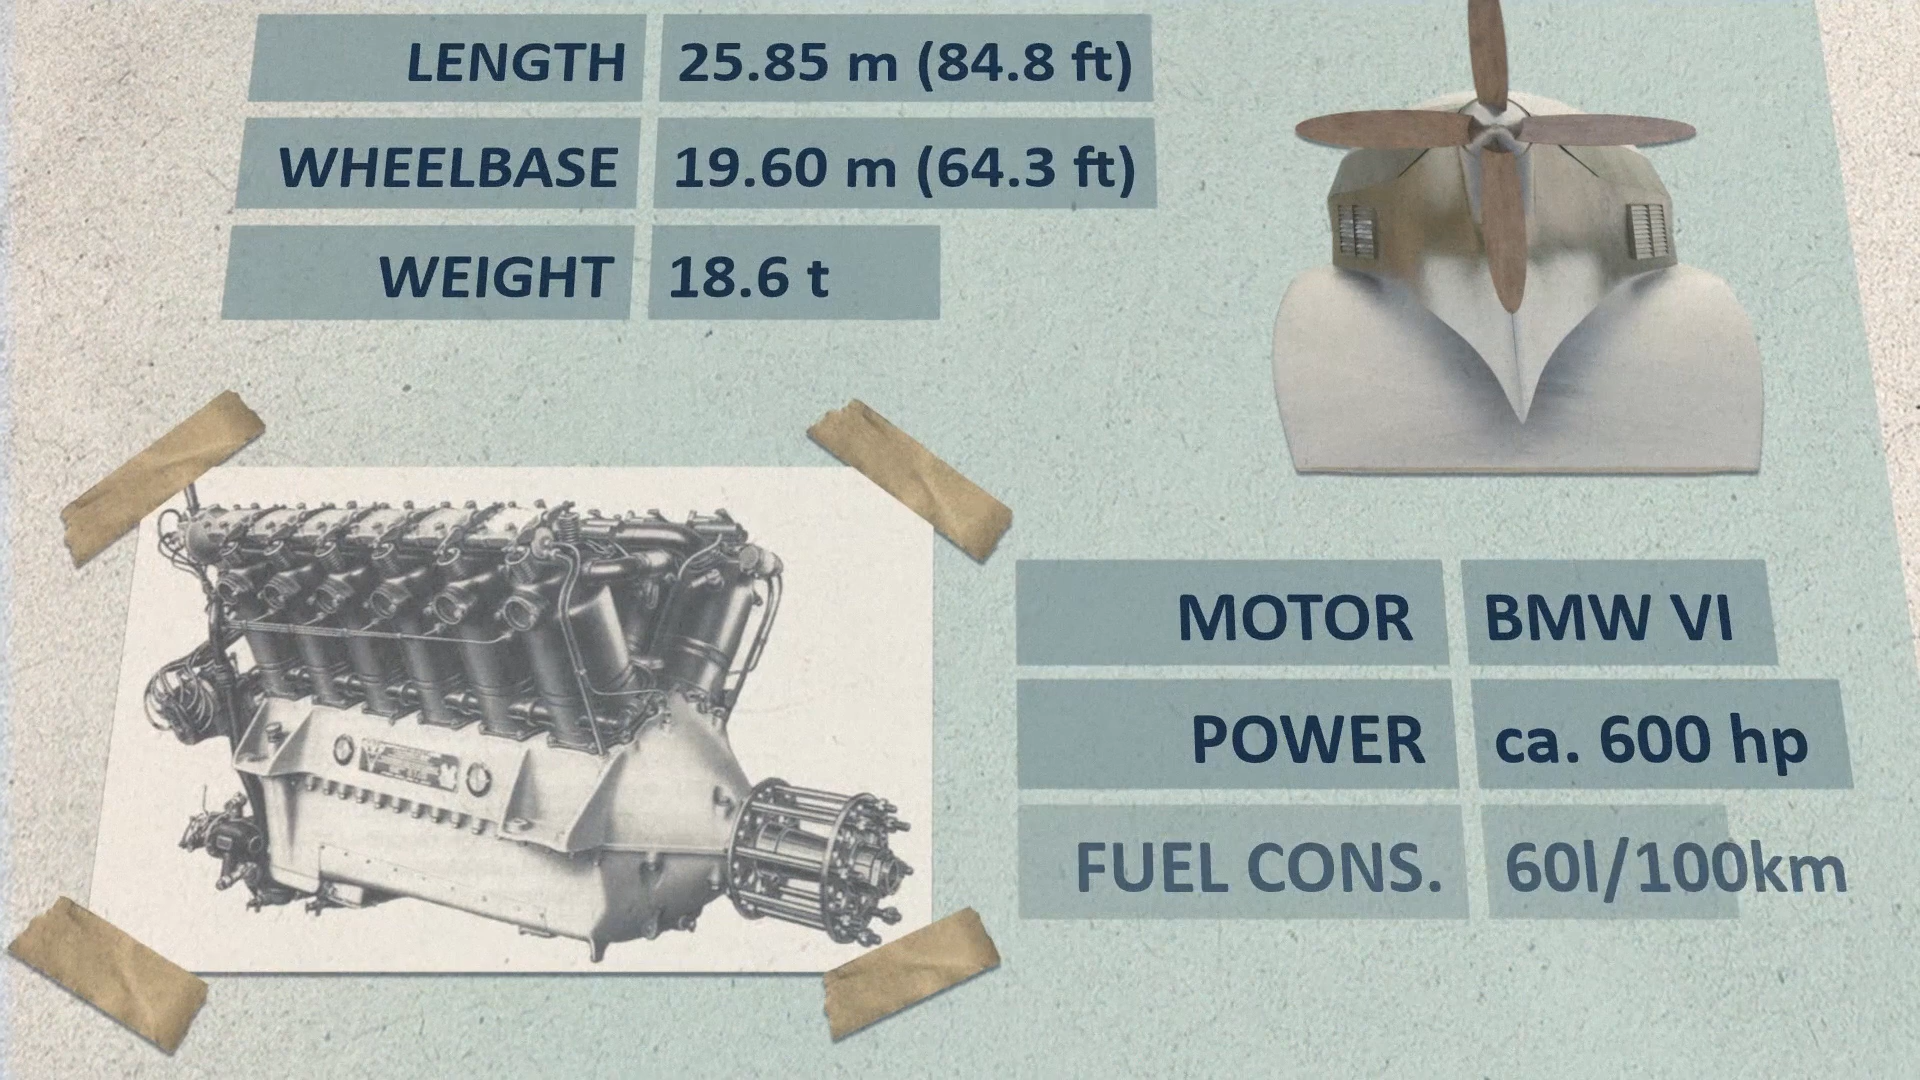 LENGTH 25.85 m (84.8 ft)
WHEELBASE 19.60 m (64.3 ft)
WEIGHT 18.6 t
MOTOR BMW VI
POWER ca. 600 hp
FUEL CONS. 60l/100km